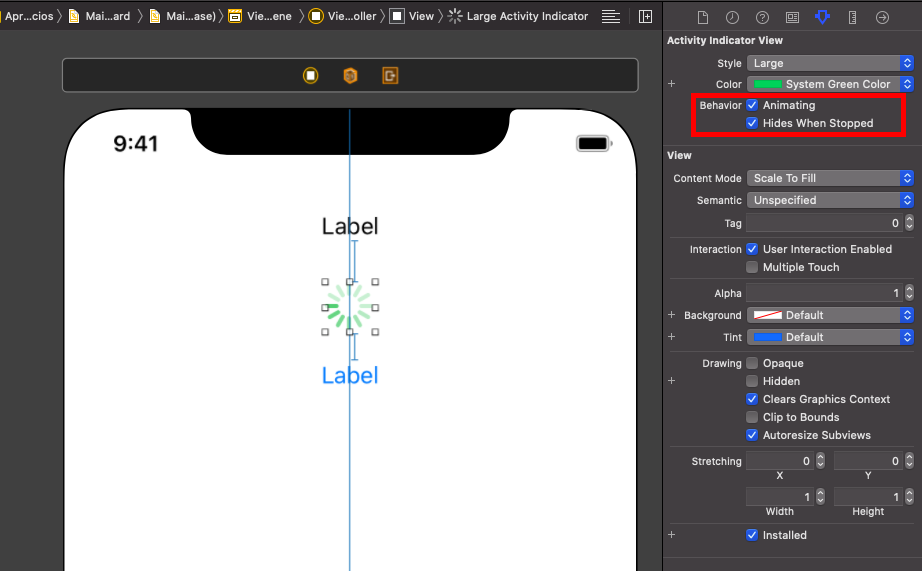 Apr...cios 〉 Mai...ard 〉 Mai...ase) 〉 Vie...ene 〉 Vie...oller 〉 View 〉 Large Activity Indicator
Activity Indicator View
Style Large
+ Color System Green Color
Behavior Animating
Hides When Stopped
9:41
View
Content Mode Scale To Fill
Semantic Unspecified
Label
Tag 0
Interaction User Interaction Enabled
Multiple Touch
Alpha 1
+ Background Default
+ Tint Default
Label
Drawing Opaque
+ Hidden
Clears Graphics Context
Clip to Bounds
Autoresize Subviews
Stretching 0 0
X Y
1 1
Width Height
+ Installed